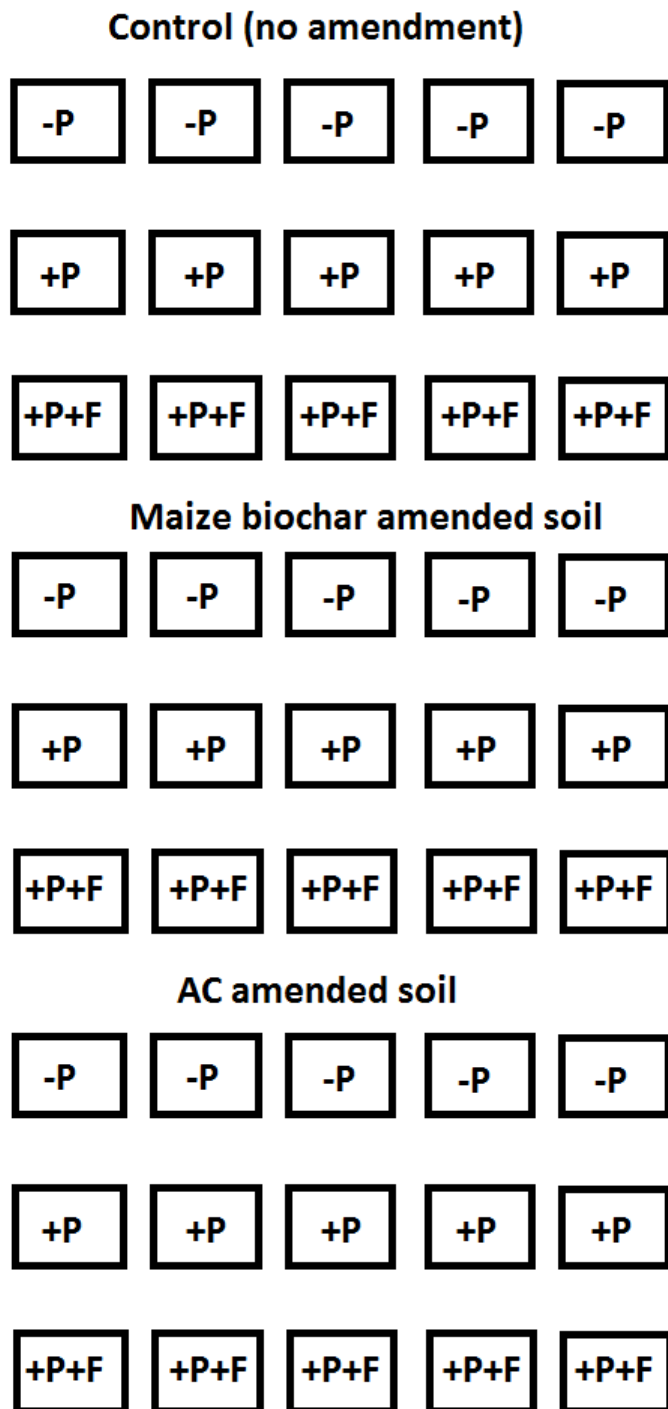 Control (no amendment)
-P -P -P -P -P
+P +P +P +P +P
+P+F +P+F +P+F +P+F +P+F
Maize biochar amended soil
-P -P -P -P -P
+P +P +P +P +P
+P+F +P+F +P+F +P+F +P+F
AC amended soil
-P -P -P -P -P
+P +P +P +P +P
+P+F +P+F +P+F +P+F +P+F